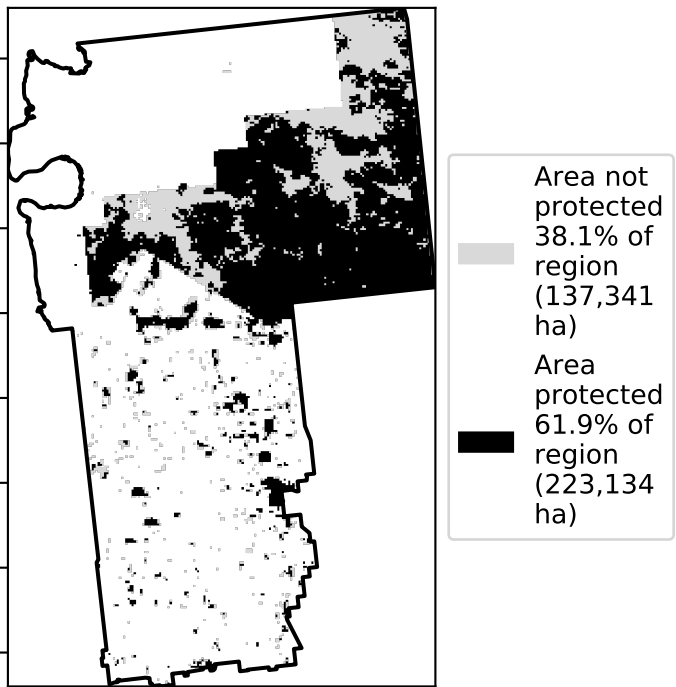 Area not
protected
38.1% of
region
(137,341
ha)
Area
protected
61.9% of
region
(223,134
ha)